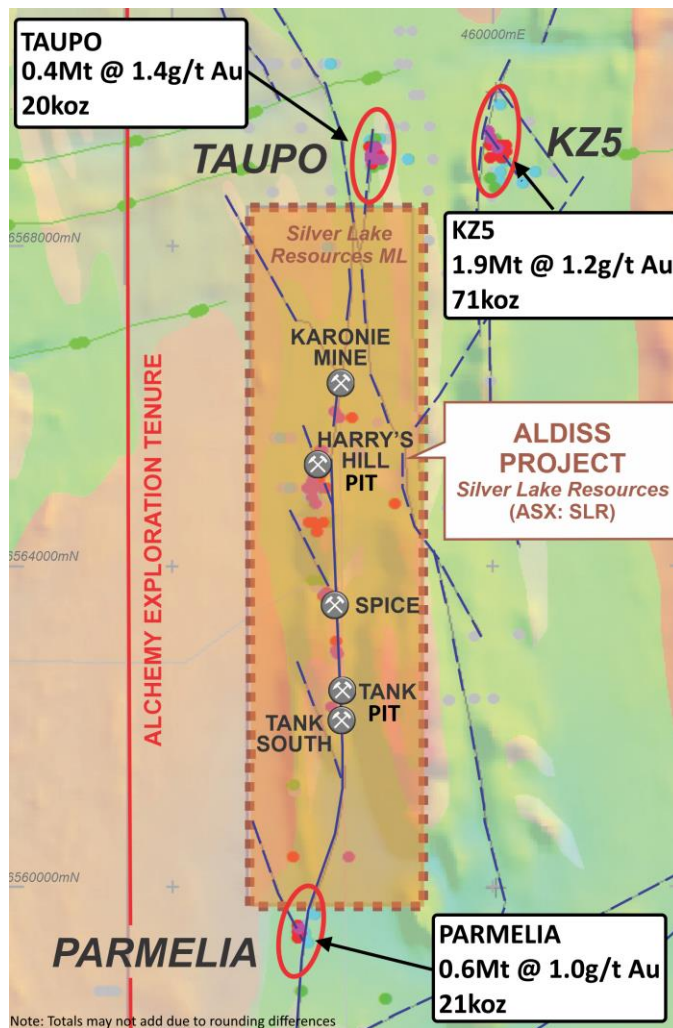 TAUPO
0.4Mt @ 1.4g/t Au
20koz
460000mE
TAUPO
KZ5
KZ5
1.9Mt @ 1.2g/t Au
71koz
6568000mN
Silver Lake
Resources ML
KARONIE
MINE
HARRY'S
HILL
PIT
ALDISS
PROJECT
Silver Lake Resources
(ASX: SLR)
ALCHEMY EXPLORATION TENURE
6564000mN
SPICE
TANK
PIT
TANK
SOUTH
6560000mN
PARMELIA
PARMELIA
0.6Mt @ 1.0g/t Au
21koz
Note: Totals may not add due to rounding differences